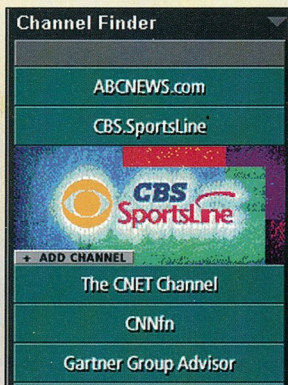 Channel Finder
ABCNEWS.com
CBS.SportsLine
CBS
SportsLine
+ ADD CHANNEL
The CNET Channel
CNNfn
Gartner Group Advisor